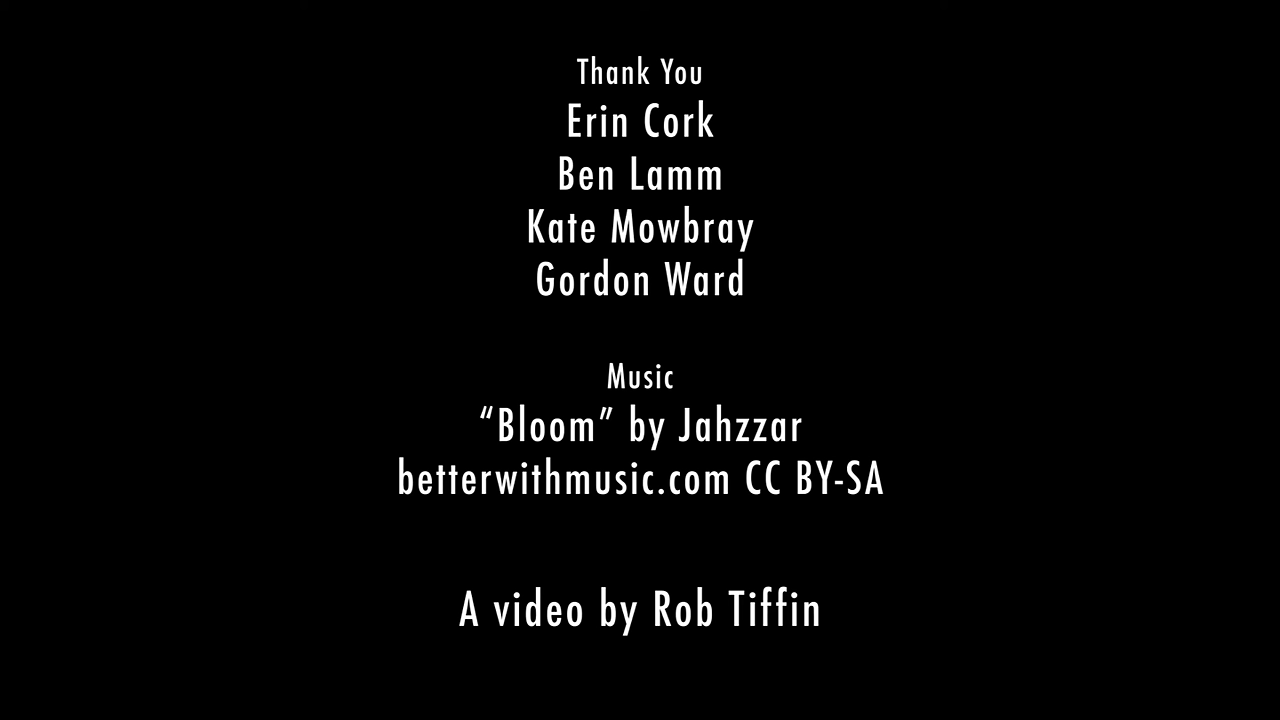 Thank You
Erin Cork
Ben Lamm
Kate Mowbray
Gordon Ward
Music
“Bloom” by Jahzzar
betterwithmusic.com CC BY-SA
A video by Rob Tiffin